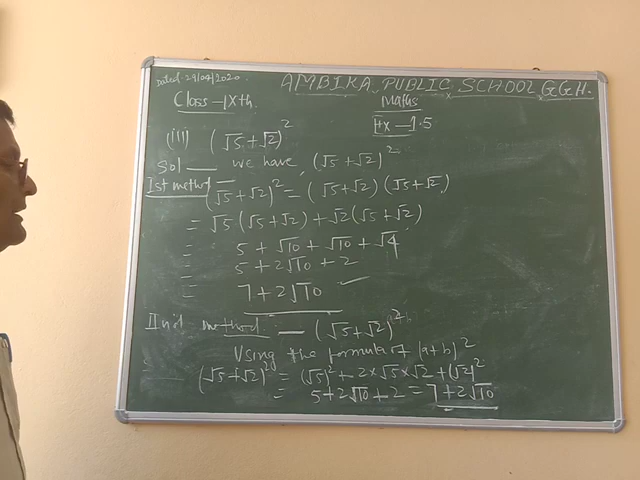 Dated. 29/04/2020.
AMBIKA PUBLIC SCHOOL G.G.H.
Class - IXth.
Maths
Ex - 1.5
(iii) (√5 + √2)²
Sol — we have, (√5 + √2)²
Ist method — (√5 + √2)² = (√5 + √2) (√5 + √2)
= √5 (√5 + √2) + √2 (√5 + √2)
= 5 + √10 + √10 + √4
= 5 + 2√10 + 2
= 7 + 2√10
IInd method :- — (√5 + √2)²
Using the formula of (a+b)²
(√5 + √2)² = (√5)² + 2 × √5 × √2 + (√2)²
= 5 + 2√10 + 2 = 7 + 2√10